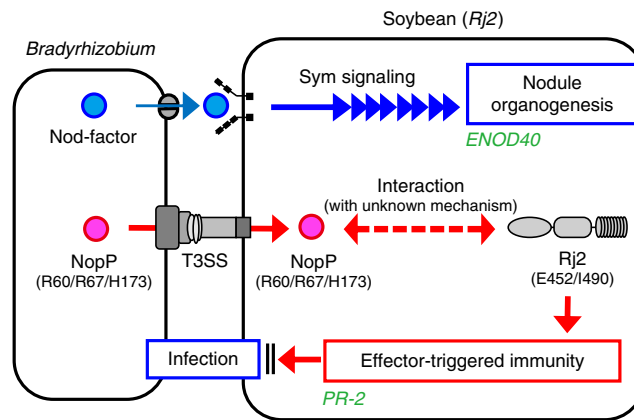 Soybean (Rj2)
Bradyrhizobium
Sym signaling
Nodule
organogenesis
Nod-factor
ENOD40
Interaction
(with unknown mechanism)
NopP
(R60/R67/H173)
T3SS
NopP
(R60/R67/H173)
Rj2
(E452/I490)
Infection
Effector-triggered immunity
PR-2